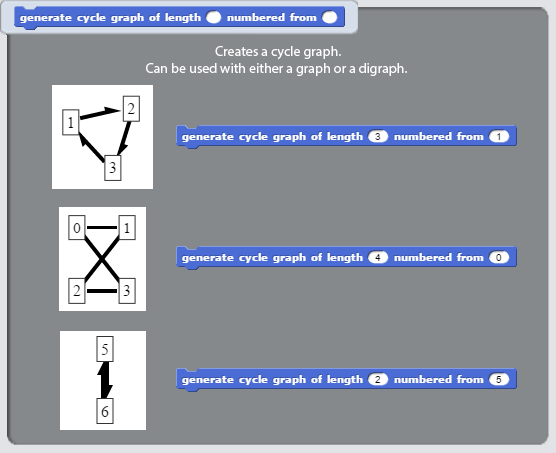 generate cycle graph of length numbered from
Creates a cycle graph.
Can be used with either a graph or a digraph.
1 2
3
generate cycle graph of length 3 numbered from 1
0 1
2 3
generate cycle graph of length 4 numbered from 0
5
6
generate cycle graph of length 2 numbered from 5